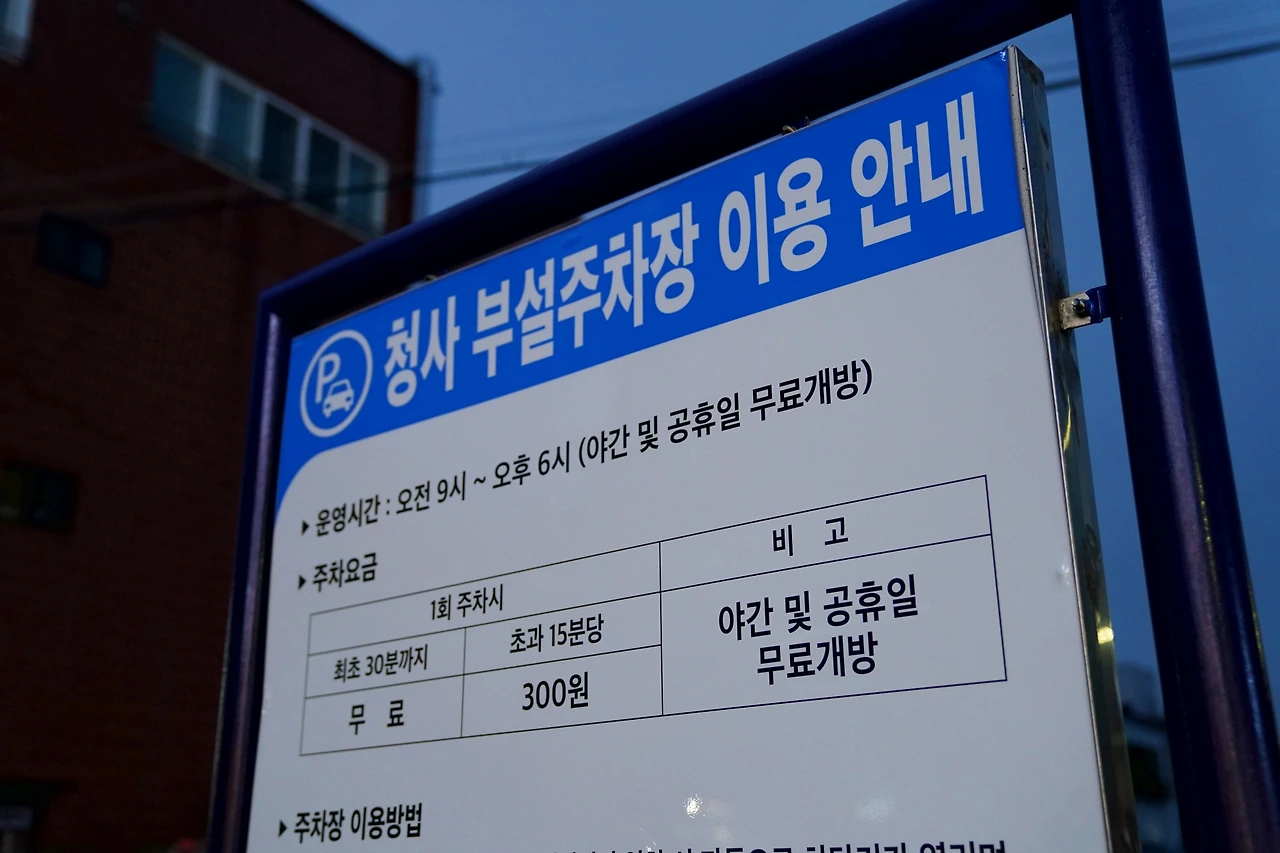 P 청사 부설주차장 이용 안내
▶ 운영시간 : 오전 9시 ~ 오후 6시 (야간 및 공휴일 무료개방)
▶ 주차요금
1회 주차시
비 고
최초 30분까지
초과 15분당
야간 및 공휴일
무료개방
무 료
300원
▶ 주차장 이용방법